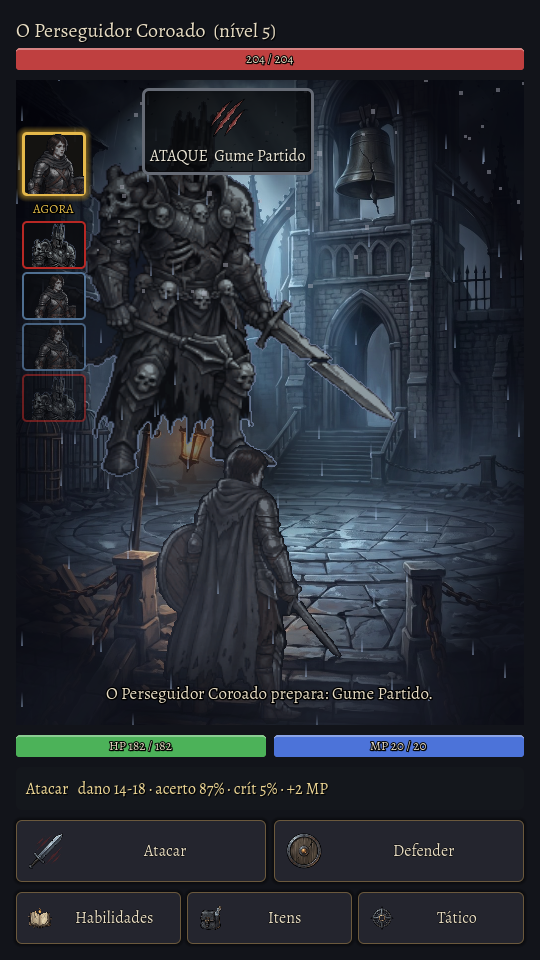 O Perseguidor Coroado (nível 5)
204 / 204
ATAQUE Gume Partido
AGORA
O Perseguidor Coroado prepara: Gume Partido.
HP 182 / 182
MP 20 / 20
Atacar dano 14-18 · acerto 87% · crít 5% · +2 MP
Atacar
Defender
Habilidades
Itens
Tático